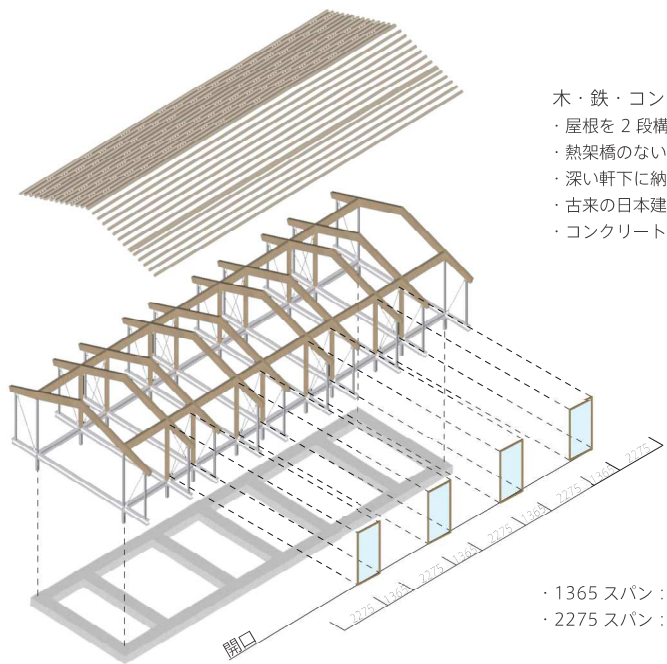 木・鉄・コン
・屋根を 2 段構
・熱架橋のない
・深い軒下に納
・古来の日本建
・コンクリート
2275
1365
2275
1365
2275
1365
2275
1365
2275
開口
・1365 スパン：
・2275 スパン：